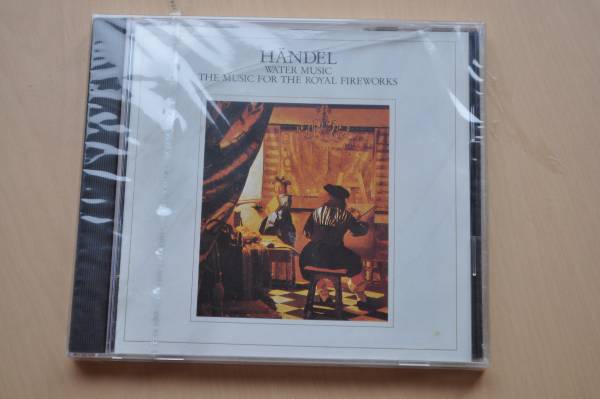 HÄNDEL
WATER MUSIC
THE MUSIC FOR THE ROYAL FIREWORKS